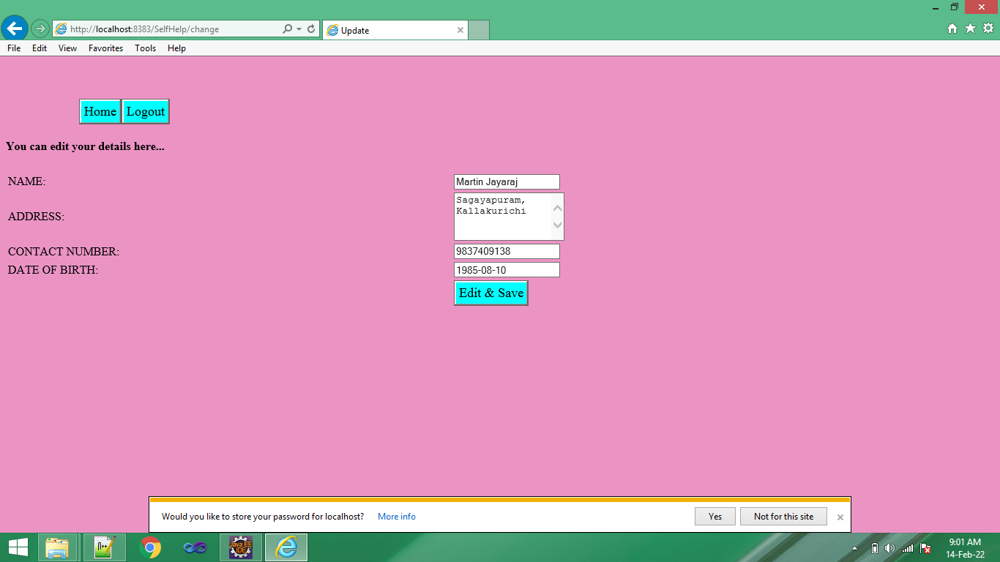 http://localhost:8383/SelfHelp/change
Update
File Edit View Favorites Tools Help
Home Logout
You can edit your details here...
NAME: Martin Jayaraj
ADDRESS: Sagayapuram,
Kallakurichi
CONTACT NUMBER: 9837409138
DATE OF BIRTH: 1985-08-10
Edit & Save
Would you like to store your password for localhost? More info Yes Not for this site
Java EE
IDE
9:01 AM
14-Feb-22